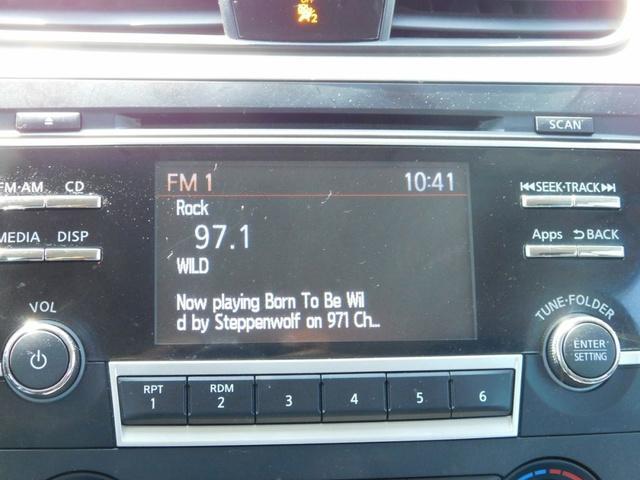 OFF
2
SCAN
FM·AM CD
FM 1 10:41
SEEK·TRACK
Rock
97.1
WILD
Now playing Born To Be Wil
d by Steppenwolf on 971 Ch...
MEDIA DISP
Apps BACK
VOL
TUNE·FOLDER
ENTER
SETTING
RPT
1
RDM
2
3
4
5
6